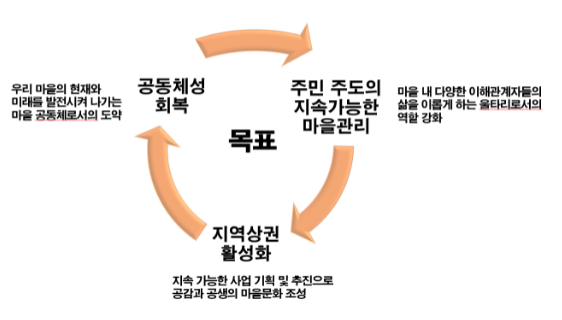 우리 마을의 현재와
미래를 발전시켜 나가는
마을 공동체로서의 도약
공동체성
회복
주민 주도의
지속가능한
마을관리
마을 내 다양한 이해관계자들의
삶을 이롭게 하는 울타리로서의
역할 강화
목표
지역상권
활성화
지속 가능한 사업 기획 및 추진으로
공감과 공생의 마을문화 조성